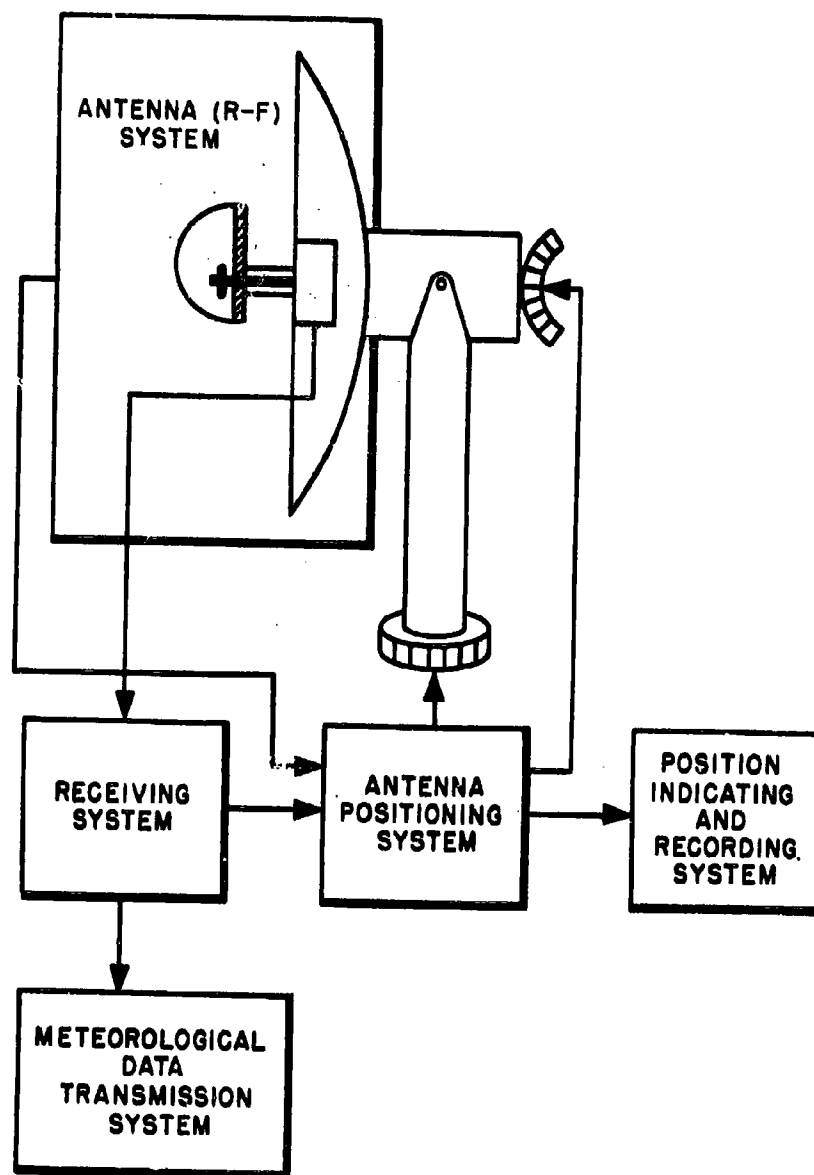 ANTENNA (R-F)
SYSTEM
RECEIVING
SYSTEM
ANTENNA
POSITIONING
SYSTEM
POSITION
INDICATING
AND
RECORDING.
SYSTEM
METEOROLOGICAL
DATA
TRANSMISSION
SYSTEM